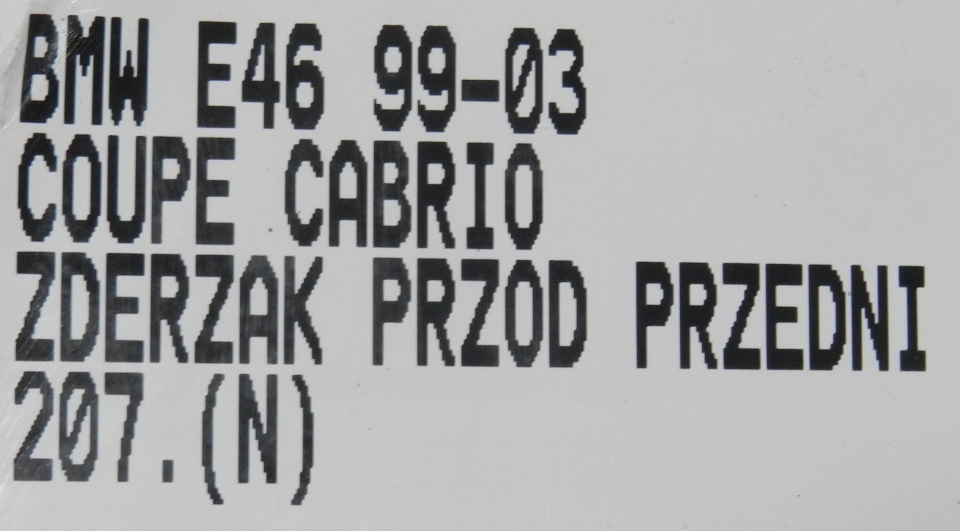 BMW E46 99-03
COUPE CABRIO
ZDERZAK PRZOD PRZEDNI
207.(N)